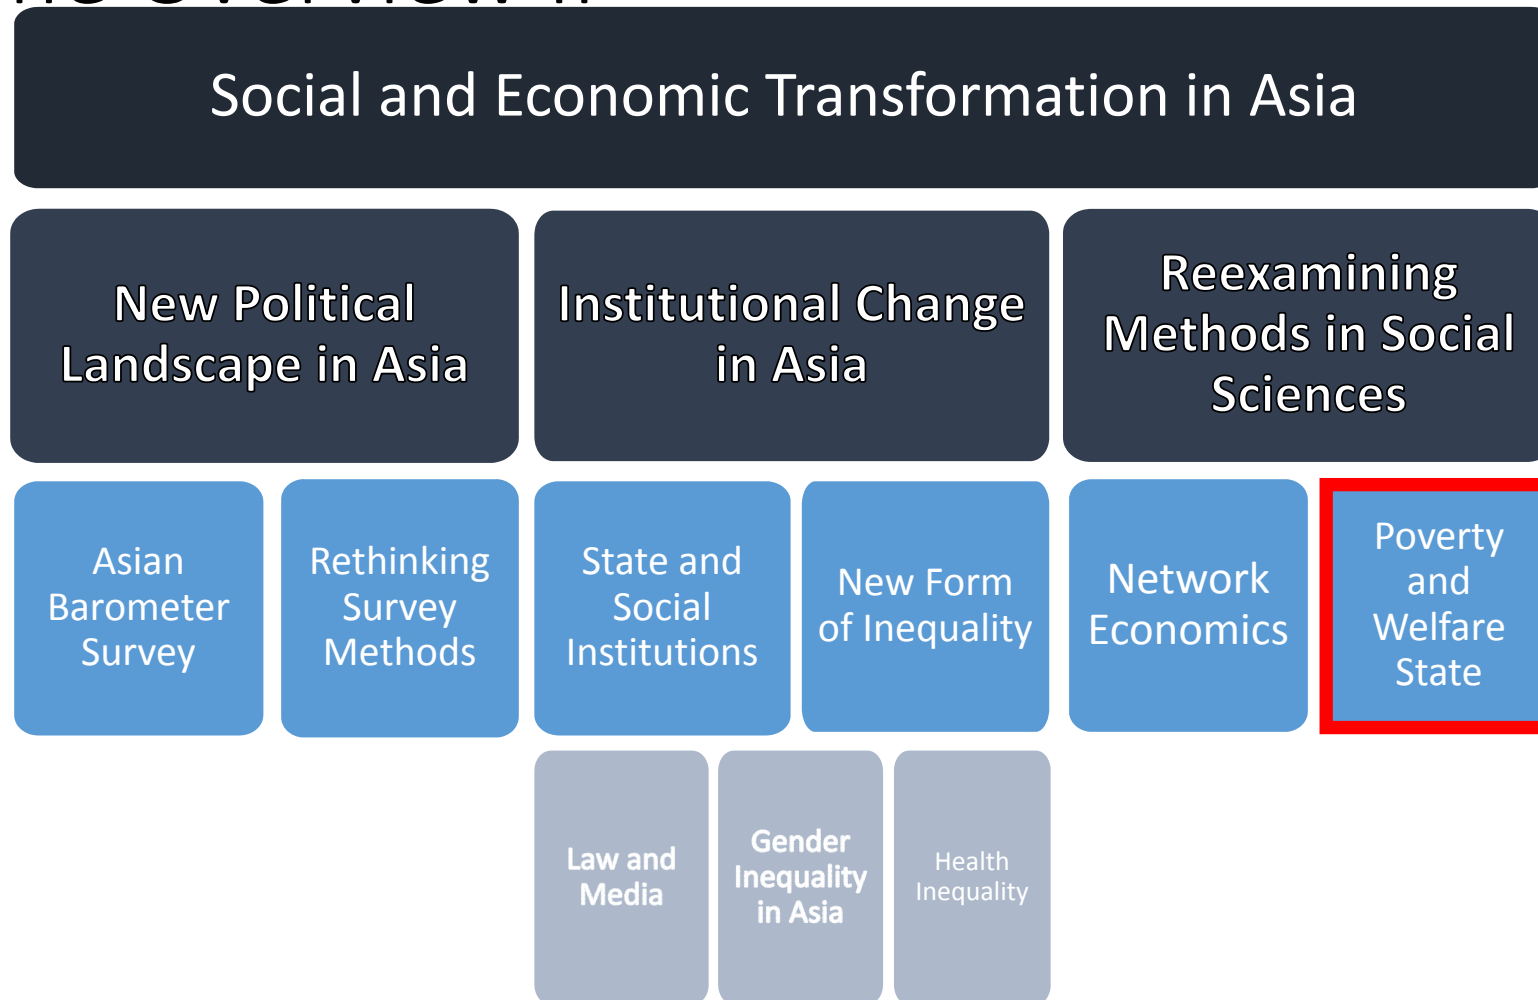 Overview II
Social and Economic Transformation in Asia
New Political
Landscape in Asia
Institutional Change
in Asia
Reexamining
Methods in Social
Sciences
Asian
Barometer
Survey
Rethinking
Survey
Methods
State and
Social
Institutions
New Form
of Inequality
Network
Economics
Poverty
and
Welfare
State
Law and
Media
Gender
Inequality
in Asia
Health
Inequality